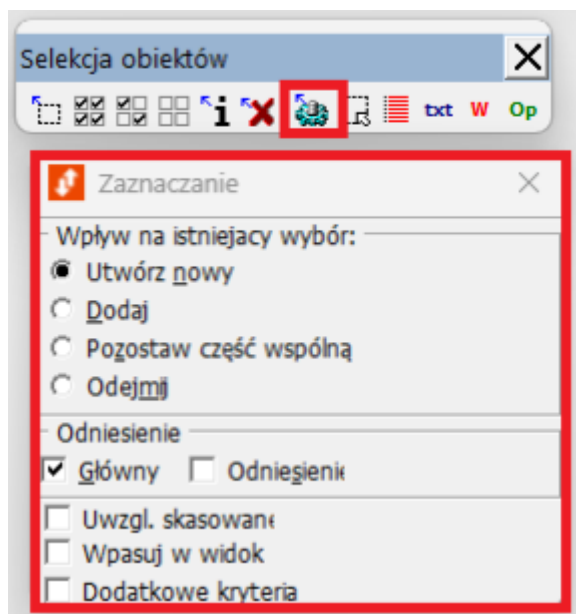 Selekcja obiektów
txt W Op
Zaznaczanie
Wpływ na istniejacy wybór:
Utwórz nowy
Dodaj
Pozostaw część wspólną
Odejmij
Odniesienie
Główny Odniesienie
Uwzgl. skasowane
Wpasuj w widok
Dodatkowe kryteria